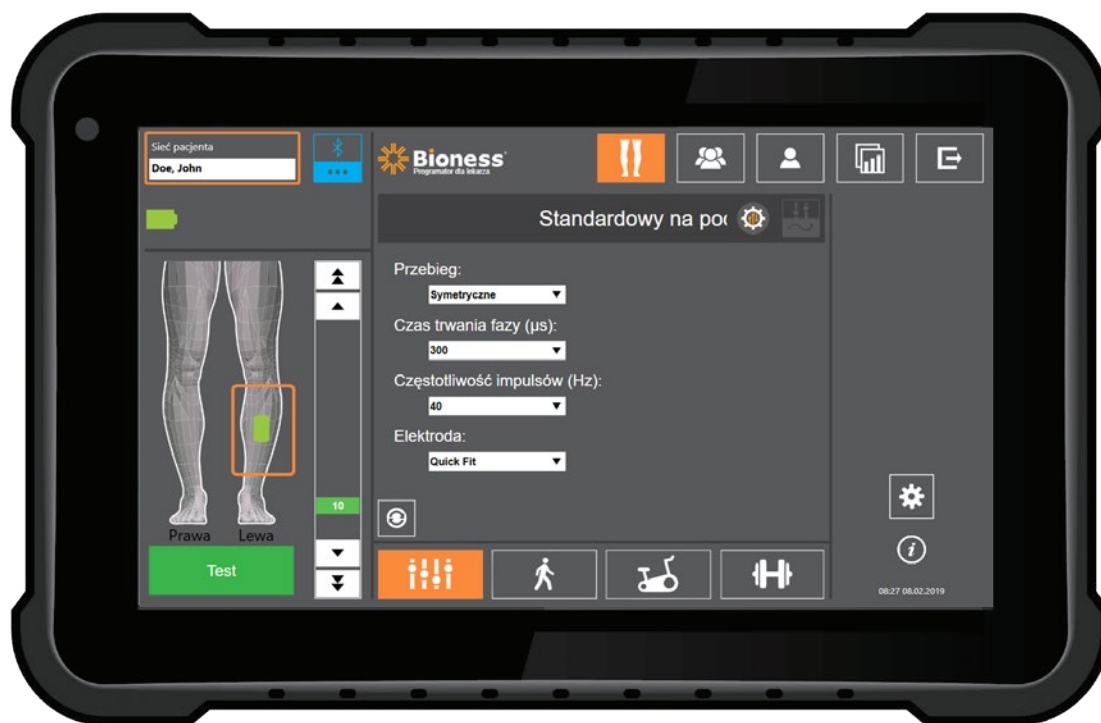 Sieć pacjenta
Doe, John
Bioness
Programator dla lekarza
Standardowy na poc
Przebieg:
Symetryczne
Czas trwania fazy (µs):
300
Częstotliwość impulsów (Hz):
40
Elektroda:
Quick Fit
10
Prawa Lewa
Test
08:27 08.02.2019